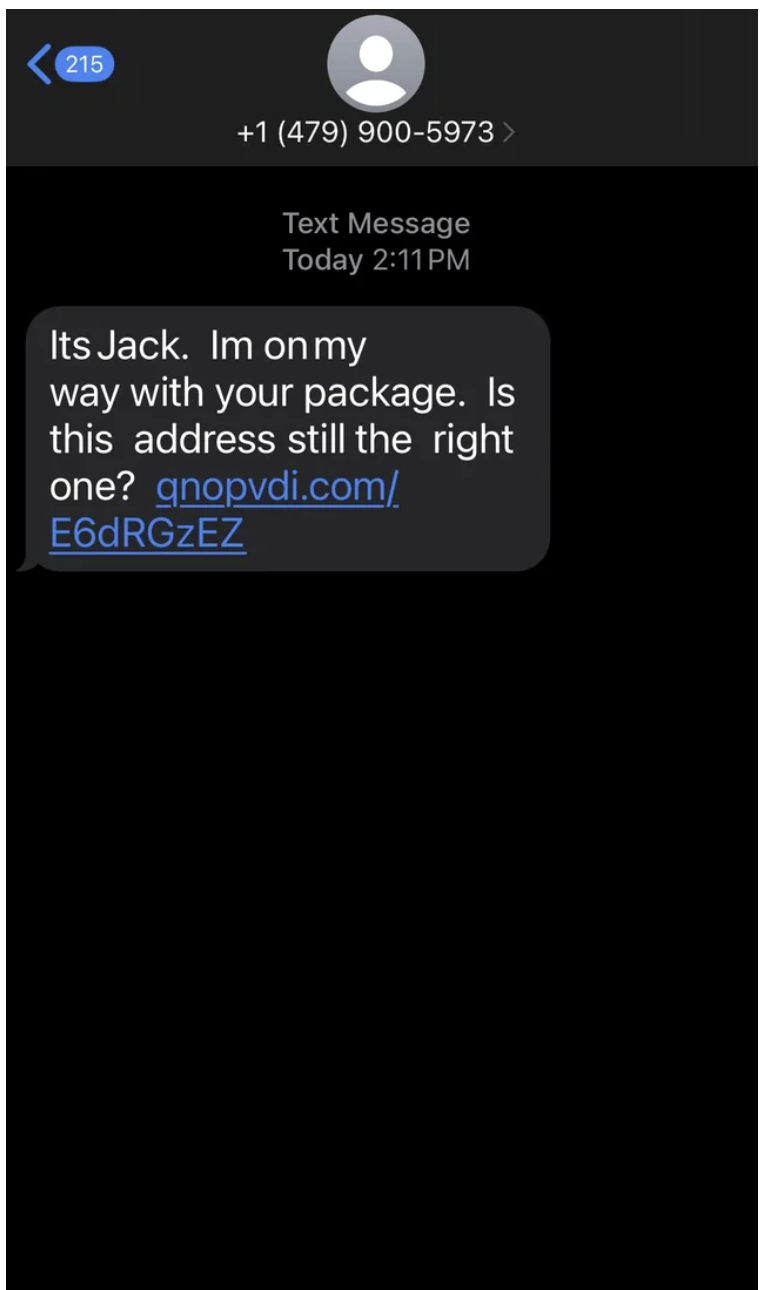 215
+1 (479) 900-5973
Text Message
Today 2:11 PM
Its Jack.  Im on my
way with your package.  Is
this  address still the  right
one?  qnopvdi.com/
E6dRGzEZ